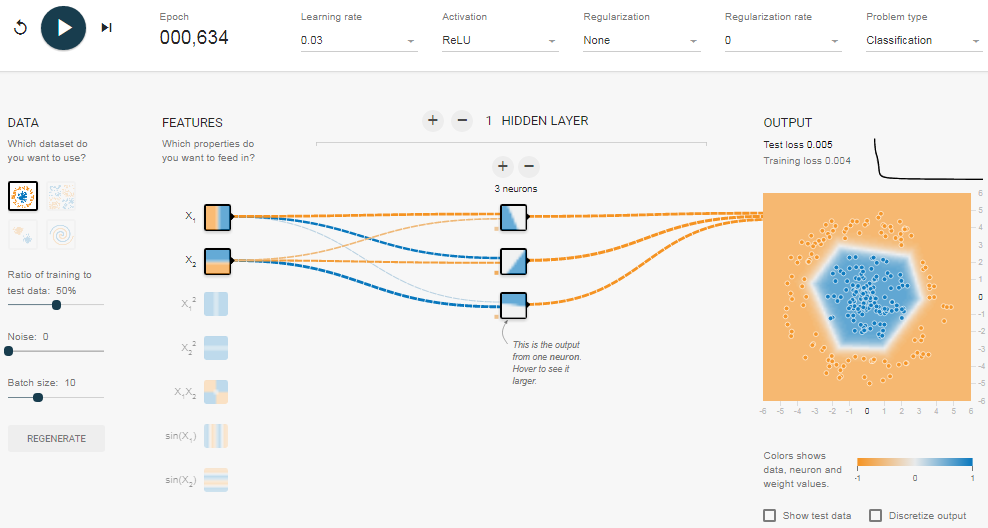 Epoch
000,634
Learning rate
0.03
Activation
ReLU
Regularization
None
Regularization rate
0
Problem type
Classification
DATA
Which dataset do
you want to use?
Ratio of training to
test data: 50%
Noise: 0
Batch size: 10
REGENERATE
FEATURES
Which properties do
you want to feed in?
X1
X2
X1²
X2²
X1X2
sin(X1)
sin(X2)
+ − 1 HIDDEN LAYER
+ −
3 neurons
This is the output
from one neuron.
Hover to see it
larger.
OUTPUT
Test loss 0.005
Training loss 0.004
6
5
4
3
2
1
0
-1
-2
-3
-4
-5
-6
-6 -5 -4 -3 -2 -1 0 1 2 3 4 5 6
Colors shows
data, neuron and
weight values.
-1 0 1
Show test data
Discretize output